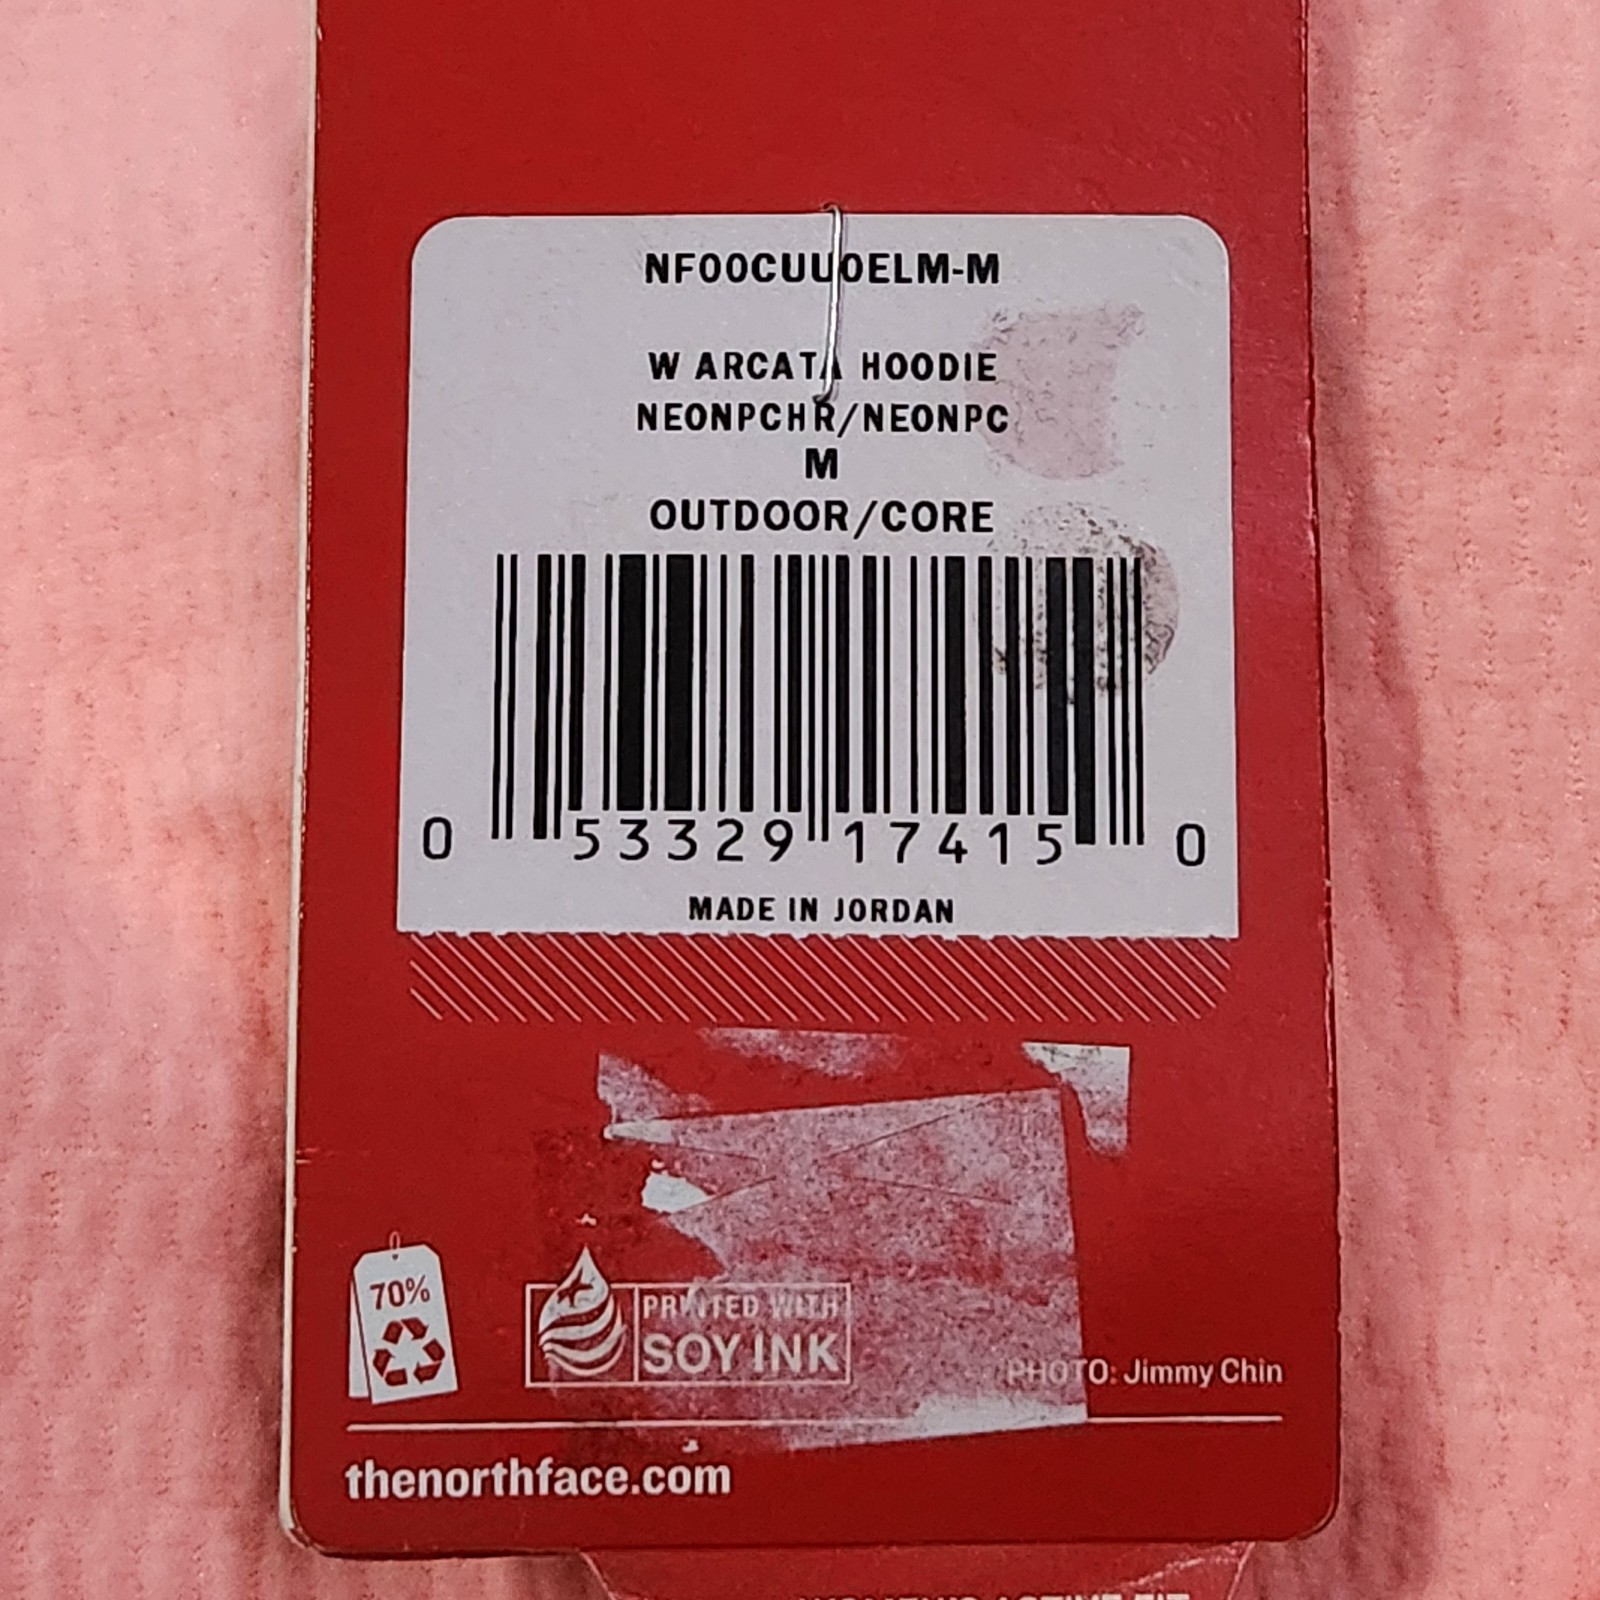 NF00CUU0ELM-M
W ARCATA HOODIE
NEONPCHR/NEONPC
M
OUTDOOR/CORE
0 53329 17415 0
MADE IN JORDAN
70%
PRINTED WITH
SOY INK
PHOTO: Jimmy Chin
thenorthface.com